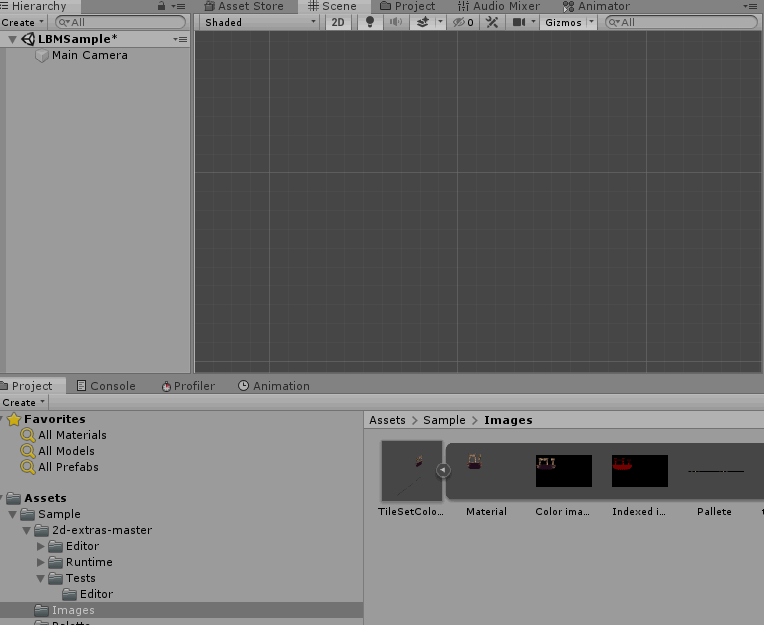 Hierarchy
Create
All
LBMSample*
Main Camera
Asset Store
Scene
Project
Audio Mixer
Animator
Shaded
2D
0
Gizmos
All
Project
Console
Profiler
Animation
Create
Favorites
All Materials
All Models
All Prefabs
Assets
Sample
2d-extras-master
Editor
Runtime
Tests
Editor
Images
Assets > Sample > Images
TileSetColo...
Material
Color ima...
Indexed i...
Pallete